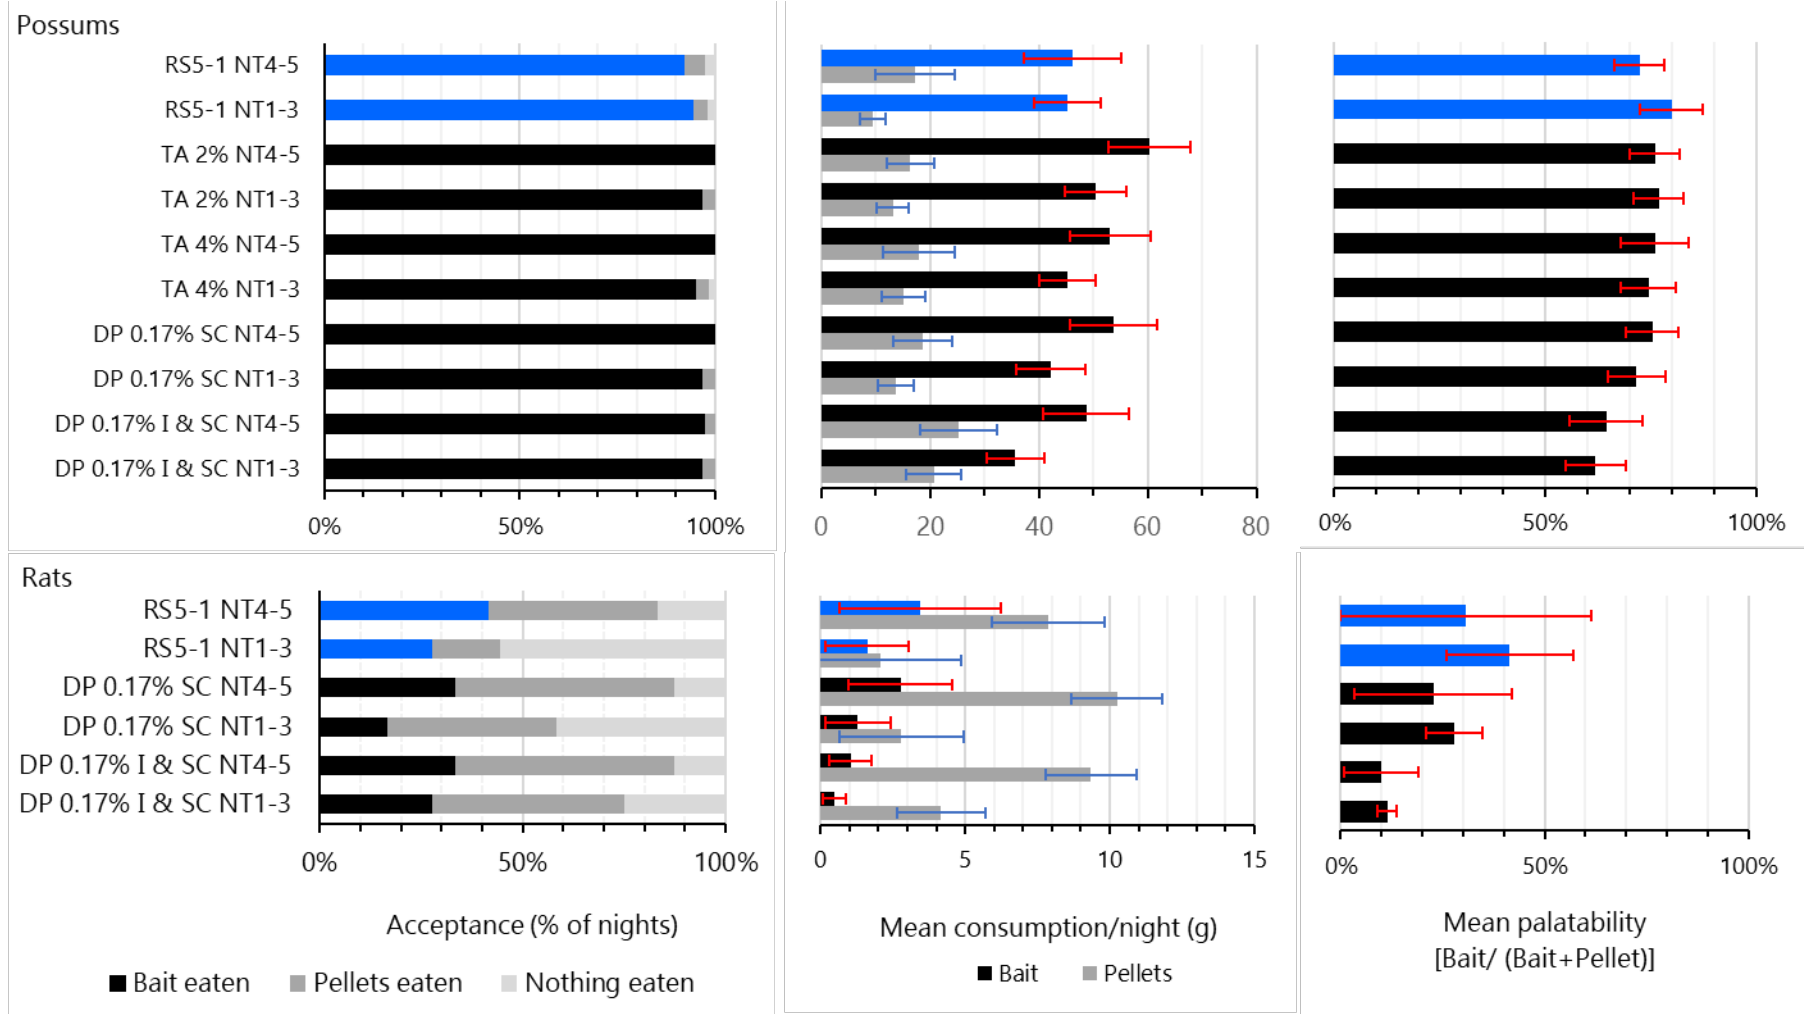 Possums
RS5-1 NT4-5
RS5-1 NT1-3
TA 2% NT4-5
TA 2% NT1-3
TA 4% NT4-5
TA 4% NT1-3
DP 0.17% SC NT4-5
DP 0.17% SC NT1-3
DP 0.17% I & SC NT4-5
DP 0.17% I & SC NT1-3
0% 50% 100%
0 20 40 60 80
0% 50% 100%
Rats
RS5-1 NT4-5
RS5-1 NT1-3
DP 0.17% SC NT4-5
DP 0.17% SC NT1-3
DP 0.17% I & SC NT4-5
DP 0.17% I & SC NT1-3
0% 50% 100%
0 5 10 15
0% 50% 100%
Acceptance (% of nights)
Bait eaten Pellets eaten Nothing eaten
Mean consumption/night (g)
Bait Pellets
Mean palatability
[Bait/ (Bait+Pellet)]